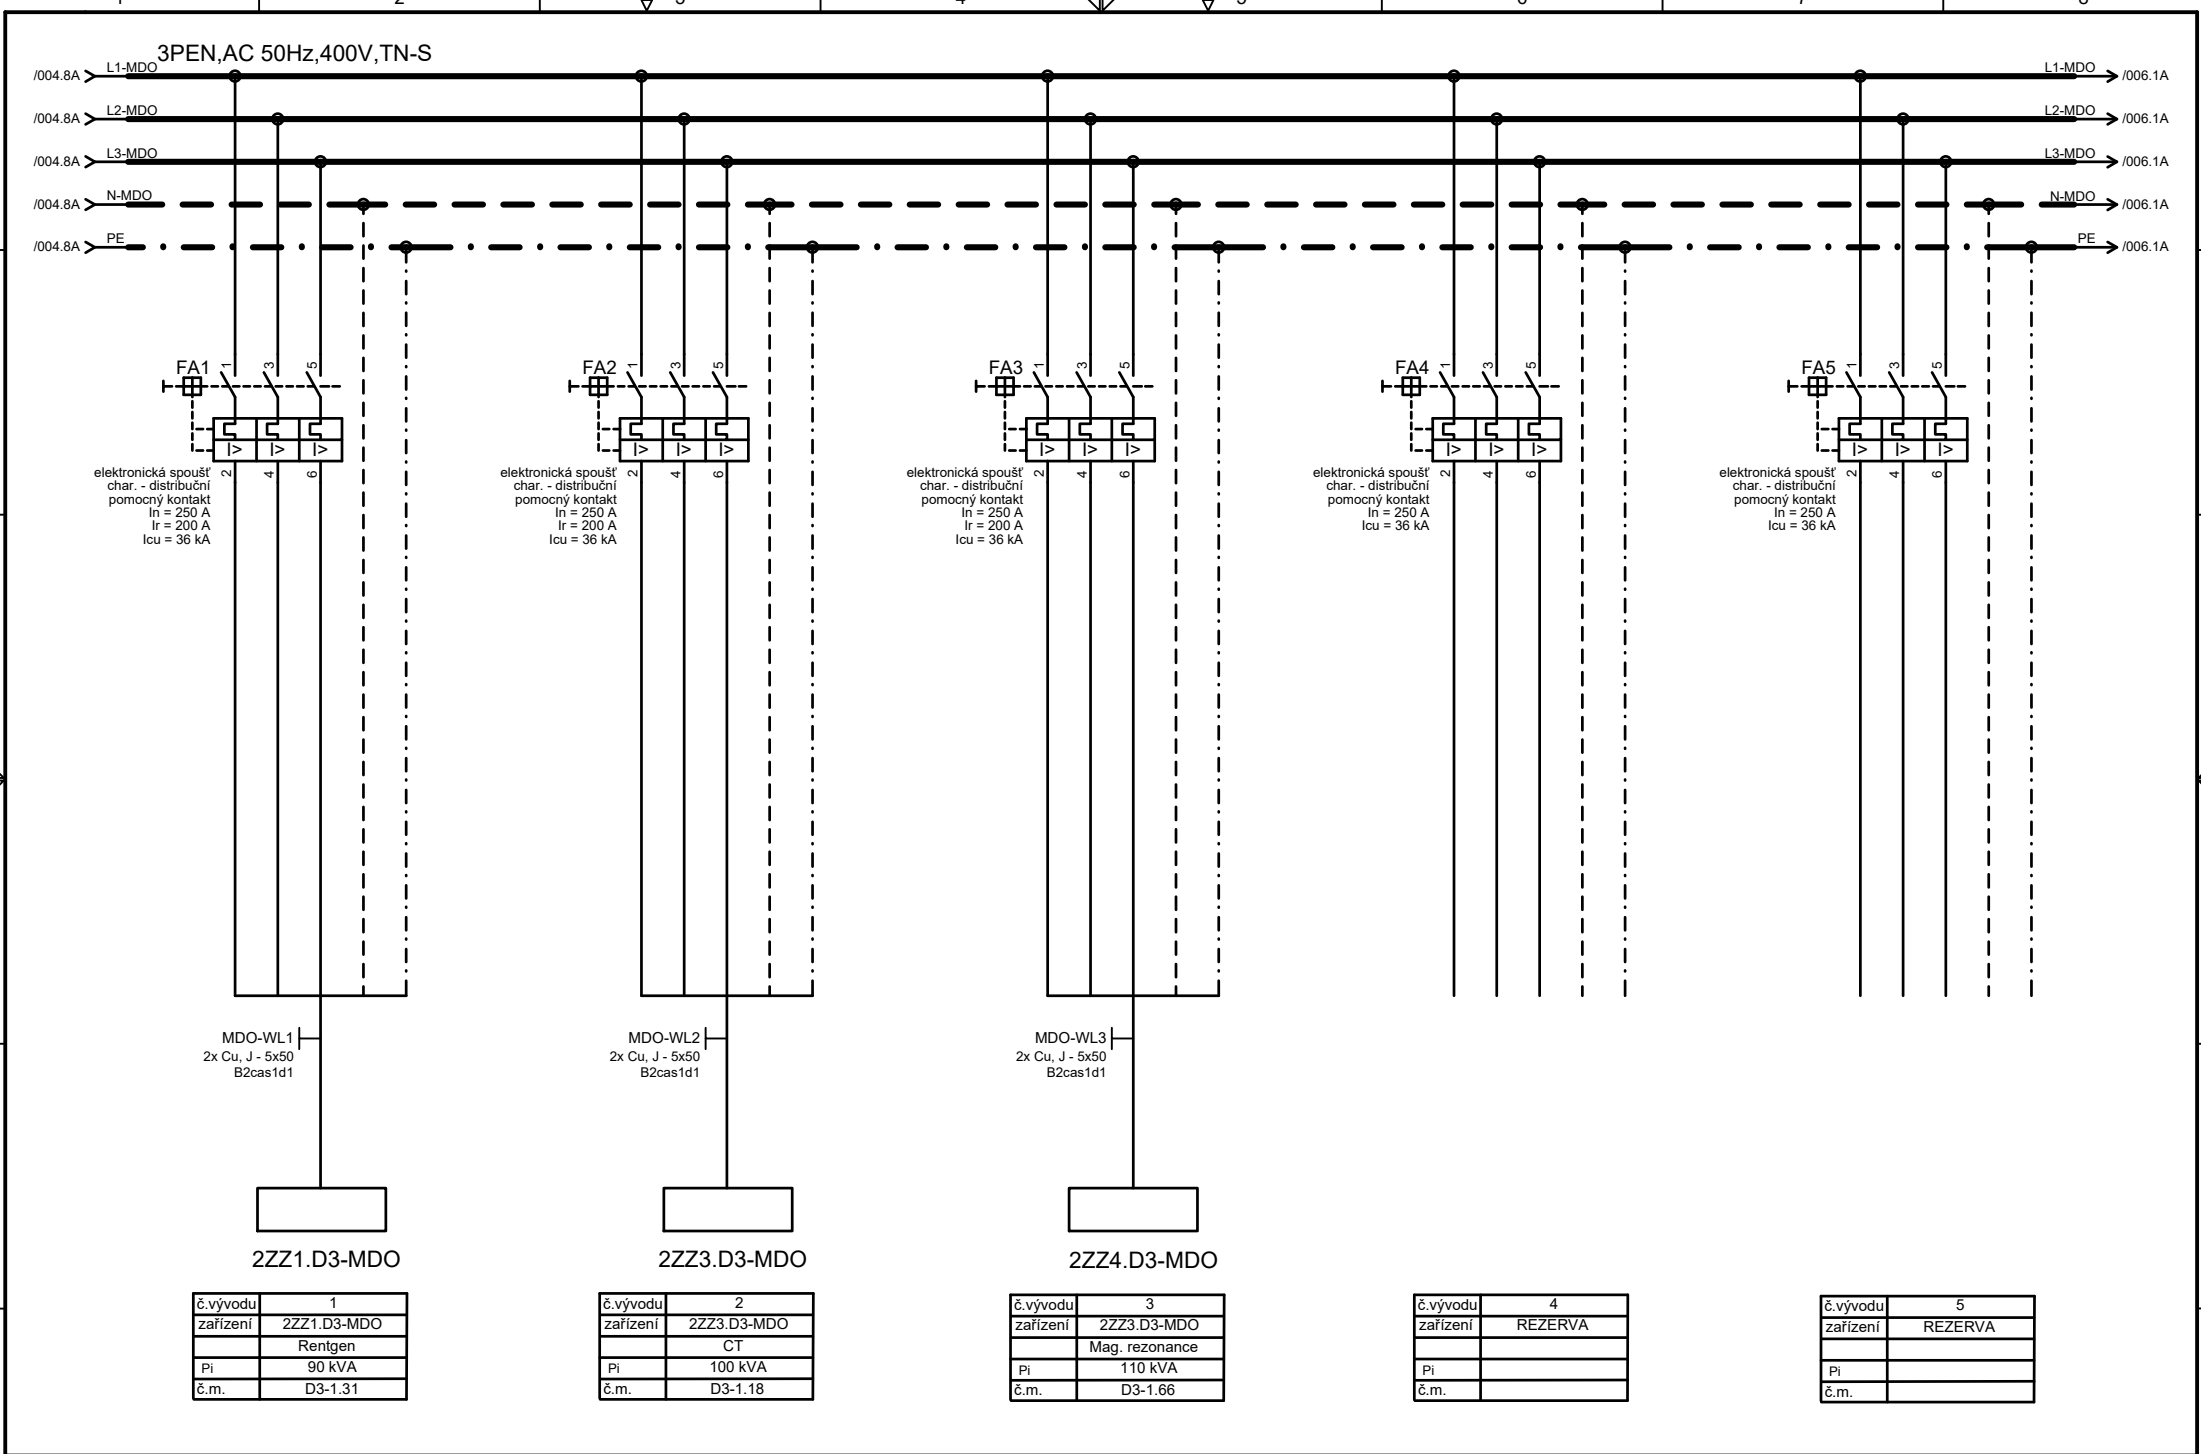 1 2 3 4 5 6 7 8
3PEN,AC 50Hz,400V,TN-S
/004.8A L1-MDO L1-MDO /006.1A
/004.8A L2-MDO L2-MDO /006.1A
/004.8A L3-MDO L3-MDO /006.1A
/004.8A N-MDO N-MDO /006.1A
/004.8A PE PE /006.1A
FA1 1 3 5
I> I> I>
2 4 6
elektronická spoušť
char. - distribuční
pomocný kontakt
In = 250 A
Ir = 200 A
Icu = 36 kA
FA2 1 3 5
I> I> I>
2 4 6
elektronická spoušť
char. - distribuční
pomocný kontakt
In = 250 A
Ir = 200 A
Icu = 36 kA
FA3 1 3 5
I> I> I>
2 4 6
elektronická spoušť
char. - distribuční
pomocný kontakt
In = 250 A
Ir = 200 A
Icu = 36 kA
FA4 1 3 5
I> I> I>
2 4 6
elektronická spoušť
char. - distribuční
pomocný kontakt
In = 250 A
Icu = 36 kA
FA5 1 3 5
I> I> I>
2 4 6
elektronická spoušť
char. - distribuční
pomocný kontakt
In = 250 A
Icu = 36 kA
MDO-WL1
2x Cu, J - 5x50
B2cas1d1
MDO-WL2
2x Cu, J - 5x50
B2cas1d1
MDO-WL3
2x Cu, J - 5x50
B2cas1d1
2ZZ1.D3-MDO
2ZZ3.D3-MDO
2ZZ4.D3-MDO
č.vývodu 1
zařízení 2ZZ1.D3-MDO
Rentgen
Pi 90 kVA
č.m. D3-1.31
č.vývodu 2
zařízení 2ZZ3.D3-MDO
CT
Pi 100 kVA
č.m. D3-1.18
č.vývodu 3
zařízení 2ZZ3.D3-MDO
Mag. rezonance
Pi 110 kVA
č.m. D3-1.66
č.vývodu 4
zařízení REZERVA
Pi
č.m.
č.vývodu 5
zařízení REZERVA
Pi
č.m.